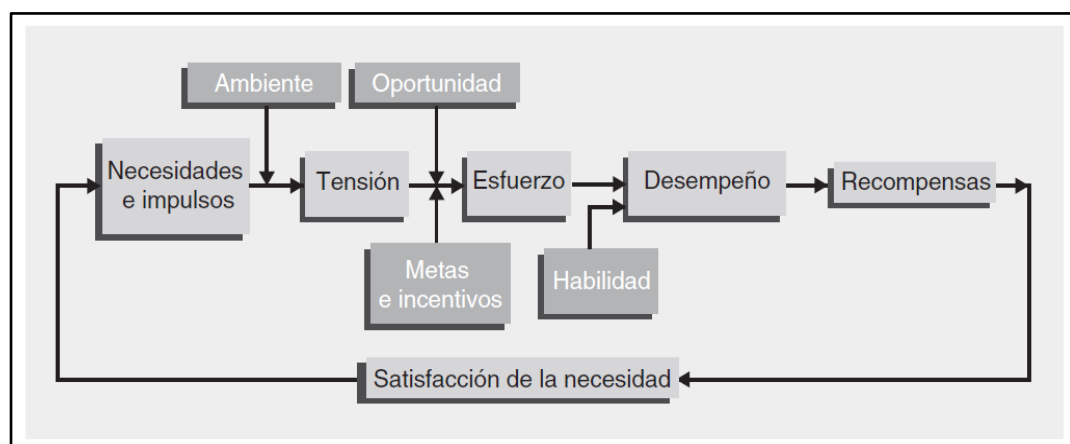 Ambiente
Oportunidad
Necesidades
e impulsos
Tensión
Esfuerzo
Desempeño
Recompensas
Metas
e incentivos
Habilidad
Satisfacción de la necesidad